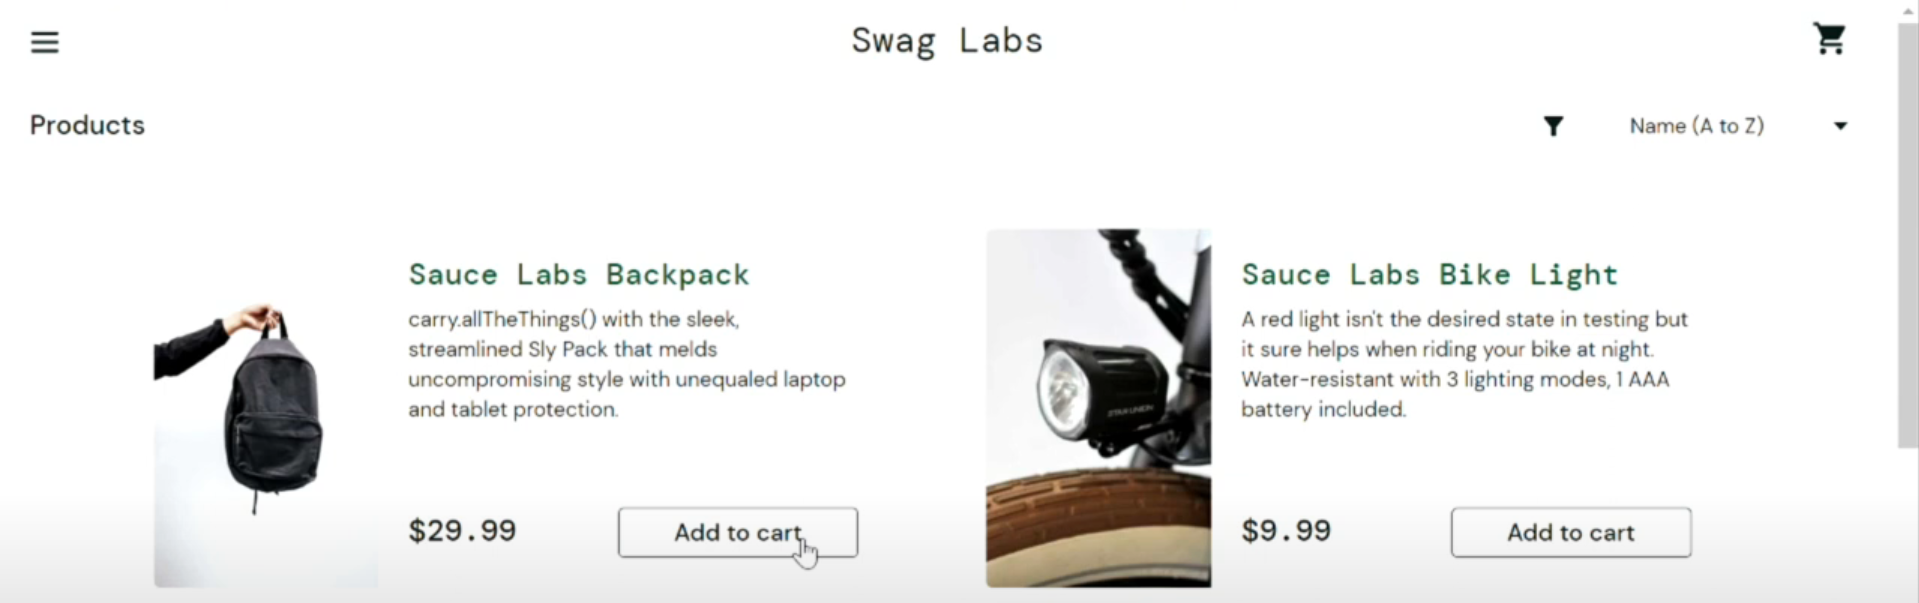 Swag Labs
Products
Name (A to Z)
Sauce Labs Backpack
carry.allTheThings() with the sleek,
streamlined Sly Pack that melds
uncompromising style with unequaled laptop
and tablet protection.
$29.99
Add to cart
Sauce Labs Bike Light
A red light isn't the desired state in testing but
it sure helps when riding your bike at night.
Water-resistant with 3 lighting modes, 1 AAA
battery included.
$9.99
Add to cart